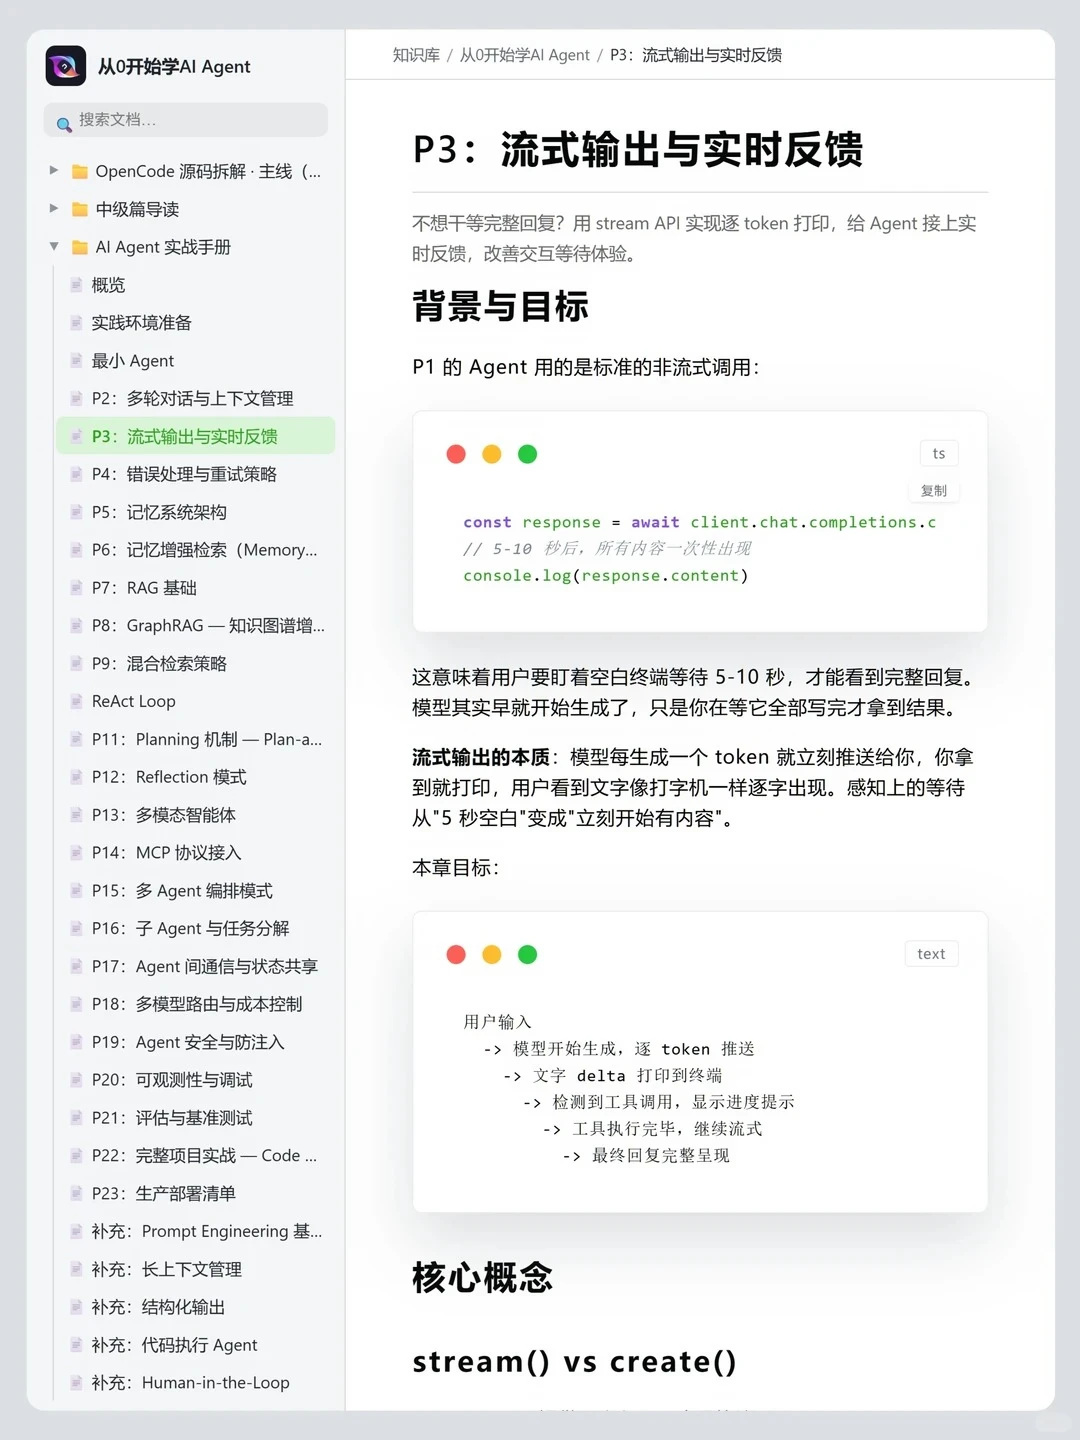 从0开始学AI Agent
搜索文档...
OpenCode 源码拆解 · 主线（...
中级篇导读
AI Agent 实战手册
概览
实践环境准备
最小 Agent
P2：多轮对话与上下文管理
P3：流式输出与实时反馈
P4：错误处理与重试策略
P5：记忆系统架构
P6：记忆增强检索（Memory...
P7：RAG 基础
P8：GraphRAG — 知识图谱增...
P9：混合检索策略
ReAct Loop
P11：Planning 机制 — Plan-a...
P12：Reflection 模式
P13：多模态智能体
P14：MCP 协议接入
P15：多 Agent 编排模式
P16：子 Agent 与任务分解
P17：Agent 间通信与状态共享
P18：多模型路由与成本控制
P19：Agent 安全与防注入
P20：可观测性与调试
P21：评估与基准测试
P22：完整项目实战 — Code ...
P23：生产部署清单
补充：Prompt Engineering 基...
补充：长上下文管理
补充：结构化输出
补充：代码执行 Agent
补充：Human-in-the-Loop
知识库 / 从0开始学AI Agent / P3：流式输出与实时反馈
P3：流式输出与实时反馈
不想干等完整回复？用 stream API 实现逐 token 打印，给 Agent 接上实
时反馈，改善交互等待体验。
背景与目标
P1 的 Agent 用的是标准的非流式调用：
ts
复制
const response = await client.chat.completions.c
// 5-10 秒后，所有内容一次性出现
console.log(response.content)
这意味着用户要盯着空白终端等待 5-10 秒，才能看到完整回复。
模型其实早就开始生成了，只是你在等它全部写完才拿到结果。
流式输出的本质：模型每生成一个 token 就立刻推送给你，你拿
到就打印，用户看到文字像打字机一样逐字出现。感知上的等待
从"5 秒空白"变成"立刻开始有内容"。
本章目标：
text
用户输入
-> 模型开始生成，逐 token 推送
-> 文字 delta 打印到终端
-> 检测到工具调用，显示进度提示
-> 工具执行完毕，继续流式
-> 最终回复完整呈现
核心概念
stream() vs create()